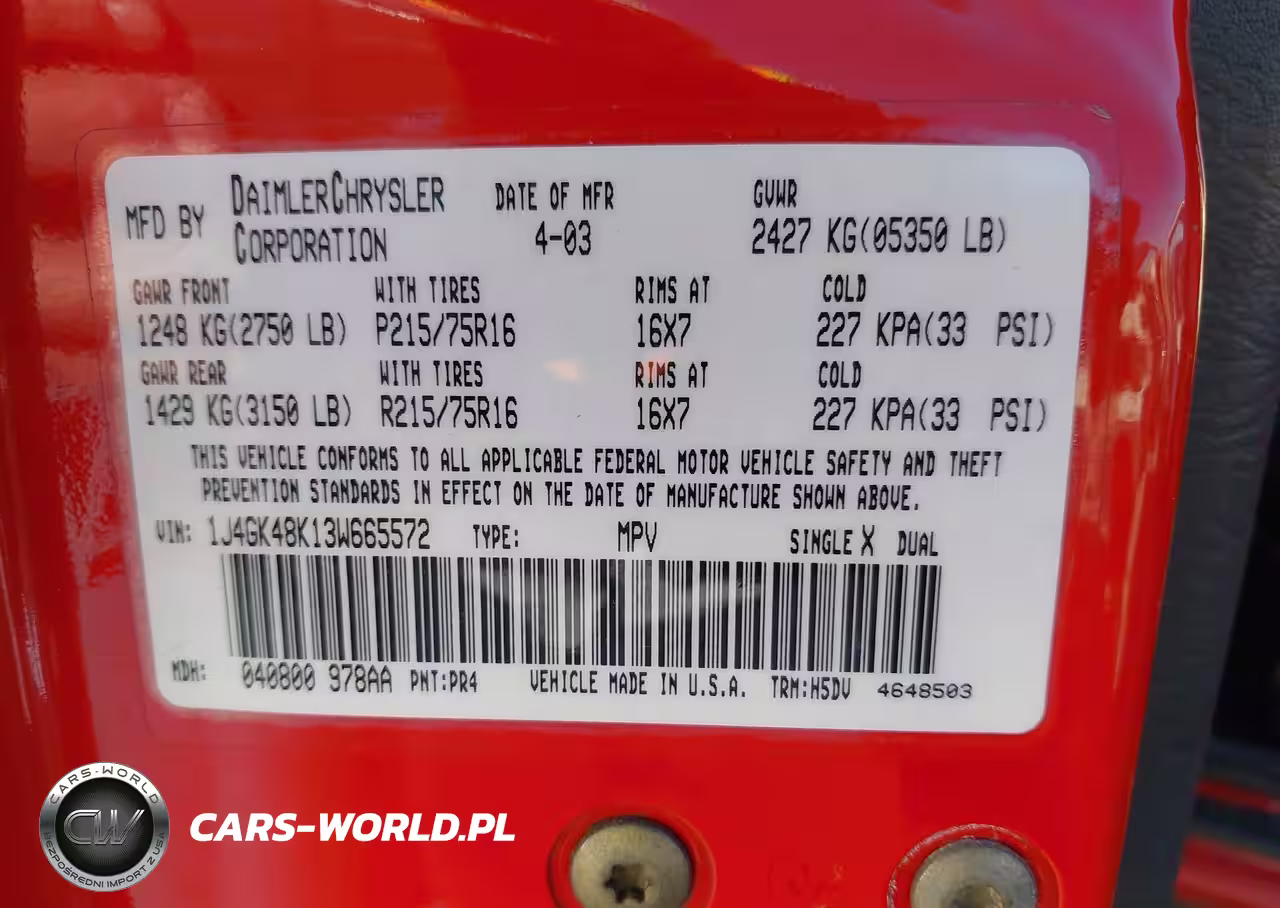 MFD BY DAIMLERCHRYSLER CORPORATION DATE OF MFR 4-03 GVWR 2427 KG(05350 LB)
GAWR FRONT WITH TIRES RIMS AT COLD
1248 KG(2750 LB) P215/75R16 16X7 227 KPA(33 PSI)
GAWR REAR WITH TIRES RIMS AT COLD
1429 KG(3150 LB) R215/75R16 16X7 227 KPA(33 PSI)
THIS VEHICLE CONFORMS TO ALL APPLICABLE FEDERAL MOTOR VEHICLE SAFETY AND THEFT
PREVENTION STANDARDS IN EFFECT ON THE DATE OF MANUFACTURE SHOWN ABOVE.
VIN: 1J4GK48K13W665572 TYPE: MPV SINGLE X DUAL
MDH: 040800 978AA PNT:PR4 VEHICLE MADE IN U.S.A. TRM:H5DV 4648503
CARS-WORLD
CW
BEZPOŚREDNI IMPORT Z USA
CARS-WORLD.PL